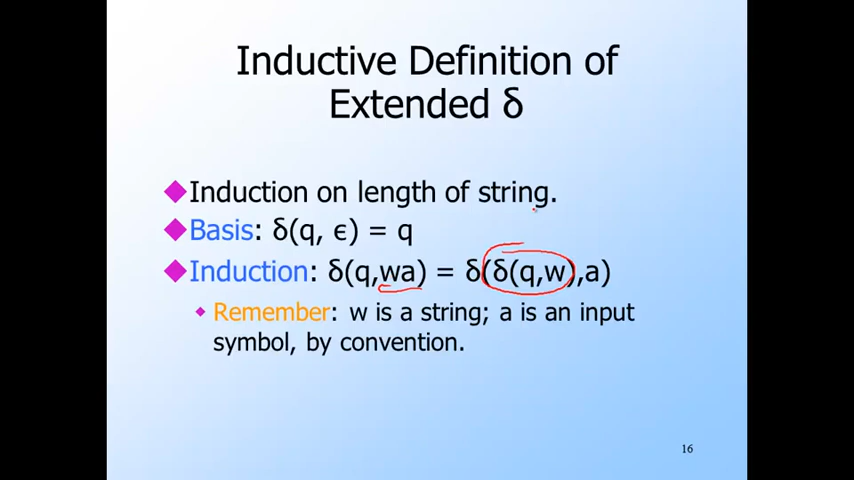 Inductive Definition of
Extended δ
Induction on length of string.
Basis: δ(q, ϵ) = q
Induction: δ(q,wa) = δ(δ(q,w),a)
Remember: w is a string; a is an input
symbol, by convention.
16